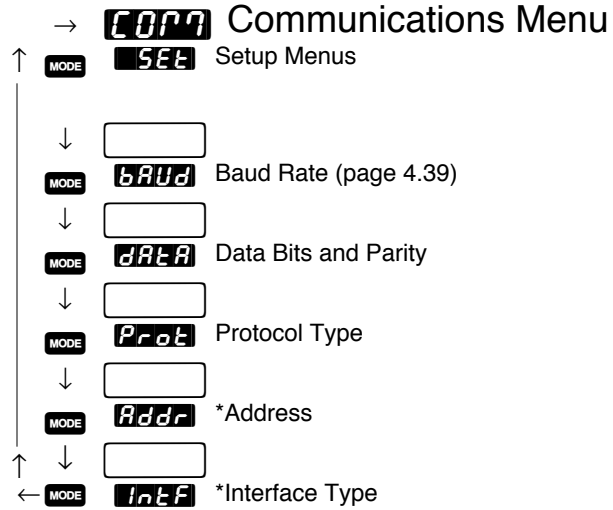 → COM Communications Menu
↑ MODE SEt Setup Menus
↓
MODE bAUd Baud Rate (page 4.39)
↓
MODE dAtA Data Bits and Parity
↓
MODE Prot Protocol Type
↓
MODE Addr *Address
↑ ↓
← MODE IntF *Interface Type